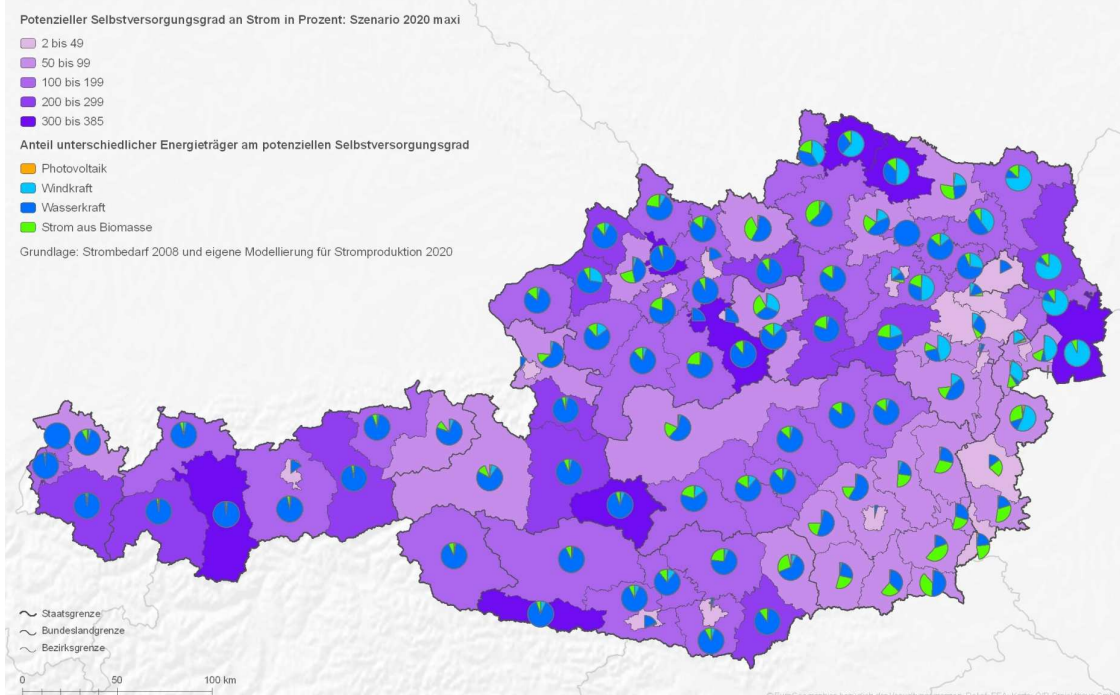 Potenzieller Selbstversorgungsgrad an Strom in Prozent: Szenario 2020 maxi
2 bis 49
50 bis 99
100 bis 199
200 bis 299
300 bis 385
Anteil unterschiedlicher Energieträger am potenziellen Selbstversorgungsgrad
Photovoltaik
Windkraft
Wasserkraft
Strom aus Biomasse
Grundlage: Strombedarf 2008 und eigene Modellierung für Stromproduktion 2020
Staatsgrenze
Bundeslandgrenze
Bezirksgrenze
0 50 100 km